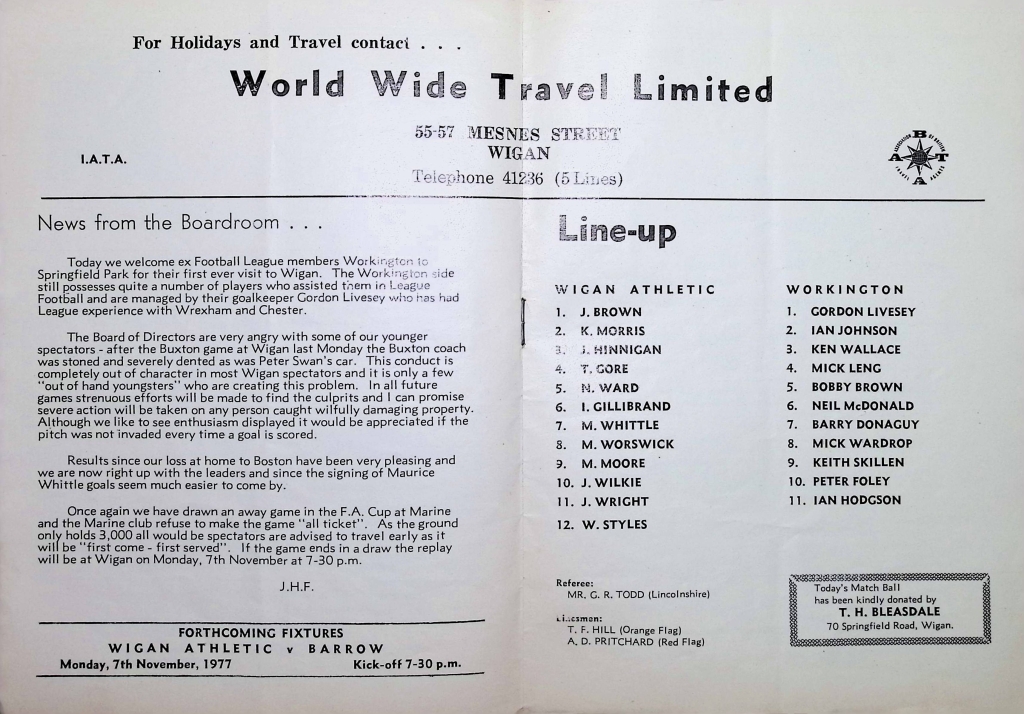 For Holidays and Travel contact . . .
World Wide Travel Limited
55-57 MESNES STREET
WIGAN
Telephone 41236 (5 Lines)
I.A.T.A.
ASSOCIATION OF BRITISH TRAVEL AGENTS
A B T A
News from the Boardroom . . .
Today we welcome ex Football League members Workington to
Springfield Park for their first ever visit to Wigan. The Workington side
still possesses quite a number of players who assisted them in League
Football and are managed by their goalkeeper Gordon Livesey who has had
League experience with Wrexham and Chester.
The Board of Directors are very angry with some of our younger
spectators - after the Buxton game at Wigan last Monday the Buxton coach
was stoned and severely dented as was Peter Swan's car. This conduct is
completely out of character in most Wigan spectators and it is only a few
"out of hand youngsters" who are creating this problem. In all future
games strenuous efforts will be made to find the culprits and I can promise
severe action will be taken on any person caught wilfully damaging property.
Although we like to see enthusiasm displayed it would be appreciated if the
pitch was not invaded every time a goal is scored.
Results since our loss at home to Boston have been very pleasing and
we are now right up with the leaders and since the signing of Maurice
Whittle goals seem much easier to come by.
Once again we have drawn an away game in the F.A. Cup at Marine
and the Marine club refuse to make the game "all ticket". As the ground
only holds 3,000 all would be spectators are advised to travel early as it
will be "first come - first served". If the game ends in a draw the replay
will be at Wigan on Monday, 7th November at 7-30 p.m.
J.H.F.
FORTHCOMING FIXTURES
WIGAN ATHLETIC v BARROW
Monday, 7th November, 1977 Kick-off 7-30 p.m.
Line-up
WIGAN ATHLETIC
1. J. BROWN
2. K. MORRIS
3. J. HINNIGAN
4. T. GORE
5. N. WARD
6. I. GILLIBRAND
7. M. WHITTLE
8. M. WORSWICK
9. M. MOORE
10. J. WILKIE
11. J. WRIGHT
12. W. STYLES
WORKINGTON
1. GORDON LIVESEY
2. IAN JOHNSON
3. KEN WALLACE
4. MICK LENG
5. BOBBY BROWN
6. NEIL McDONALD
7. BARRY DONAGUY
8. MICK WARDROP
9. KEITH SKILLEN
10. PETER FOLEY
11. IAN HODGSON
Referee:
MR. G. R. TODD (Lincolnshire)
Linesmen:
T. F. HILL (Orange Flag)
A. D. PRITCHARD (Red Flag)
Today's Match Ball
has been kindly donated by
T. H. BLEASDALE
70 Springfield Road, Wigan.